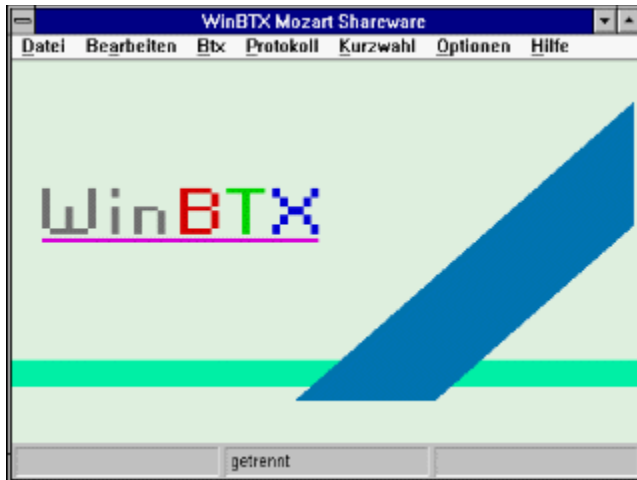 WinBTX Mozart Shareware
Datei Bearbeiten Btx Protokoll Kurzwahl Optionen Hilfe
WinBTX
getrennt